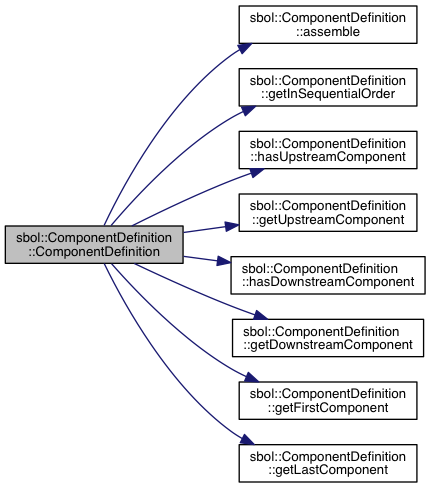 sbol::ComponentDefinition
::assemble
sbol::ComponentDefinition
::getInSequentialOrder
sbol::ComponentDefinition
::hasUpstreamComponent
sbol::ComponentDefinition
::getUpstreamComponent
sbol::ComponentDefinition
::ComponentDefinition
sbol::ComponentDefinition
::hasDownstreamComponent
sbol::ComponentDefinition
::getDownstreamComponent
sbol::ComponentDefinition
::getFirstComponent
sbol::ComponentDefinition
::getLastComponent